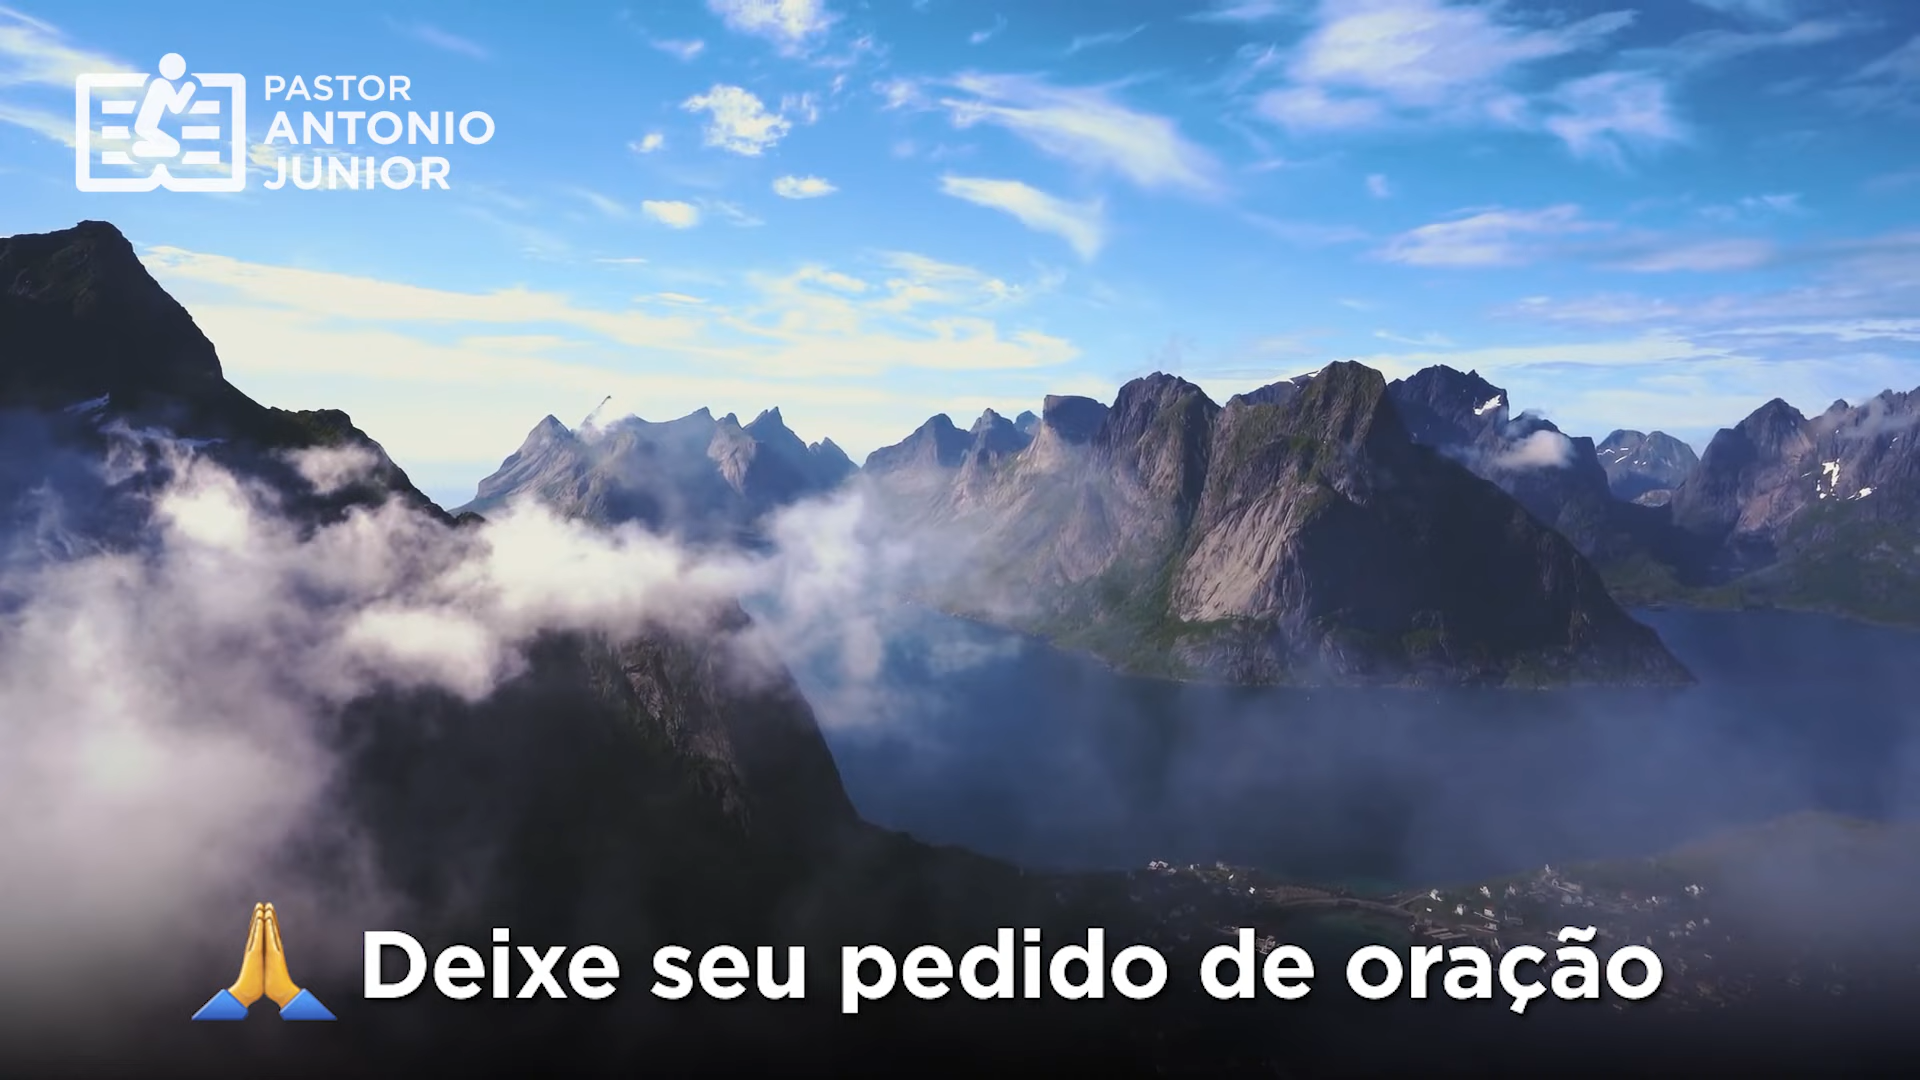 PASTOR
ANTONIO
JUNIOR
🙏 Deixe seu pedido de oração